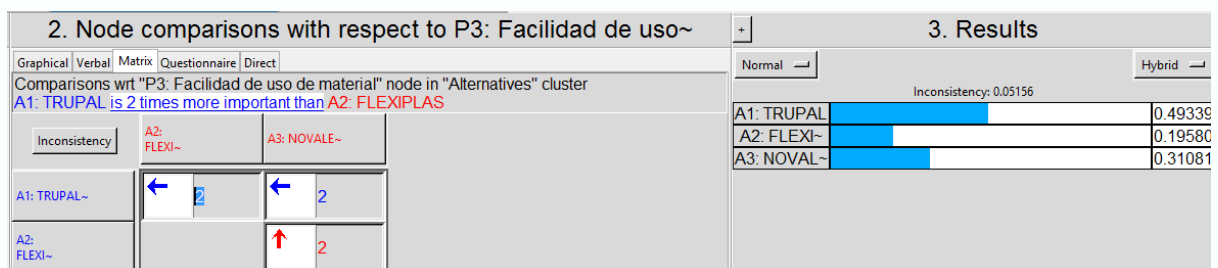 2. Node comparisons with respect to P3: Facilidad de uso~
Graphical Verbal Matrix Questionnaire Direct
Comparisons wrt "P3: Facilidad de uso de material" node in "Alternatives" cluster
A1: TRUPAL is 2 times more important than A2: FLEXIPLAS
Inconsistency
A2:
FLEXI~
A3: NOVALE~
A1: TRUPAL~
2
2
A2:
FLEXI~
2
+
3. Results
Normal
Hybrid
Inconsistency: 0.05156
A1: TRUPAL 0.49339
A2: FLEXI~ 0.19580
A3: NOVAL~ 0.31081